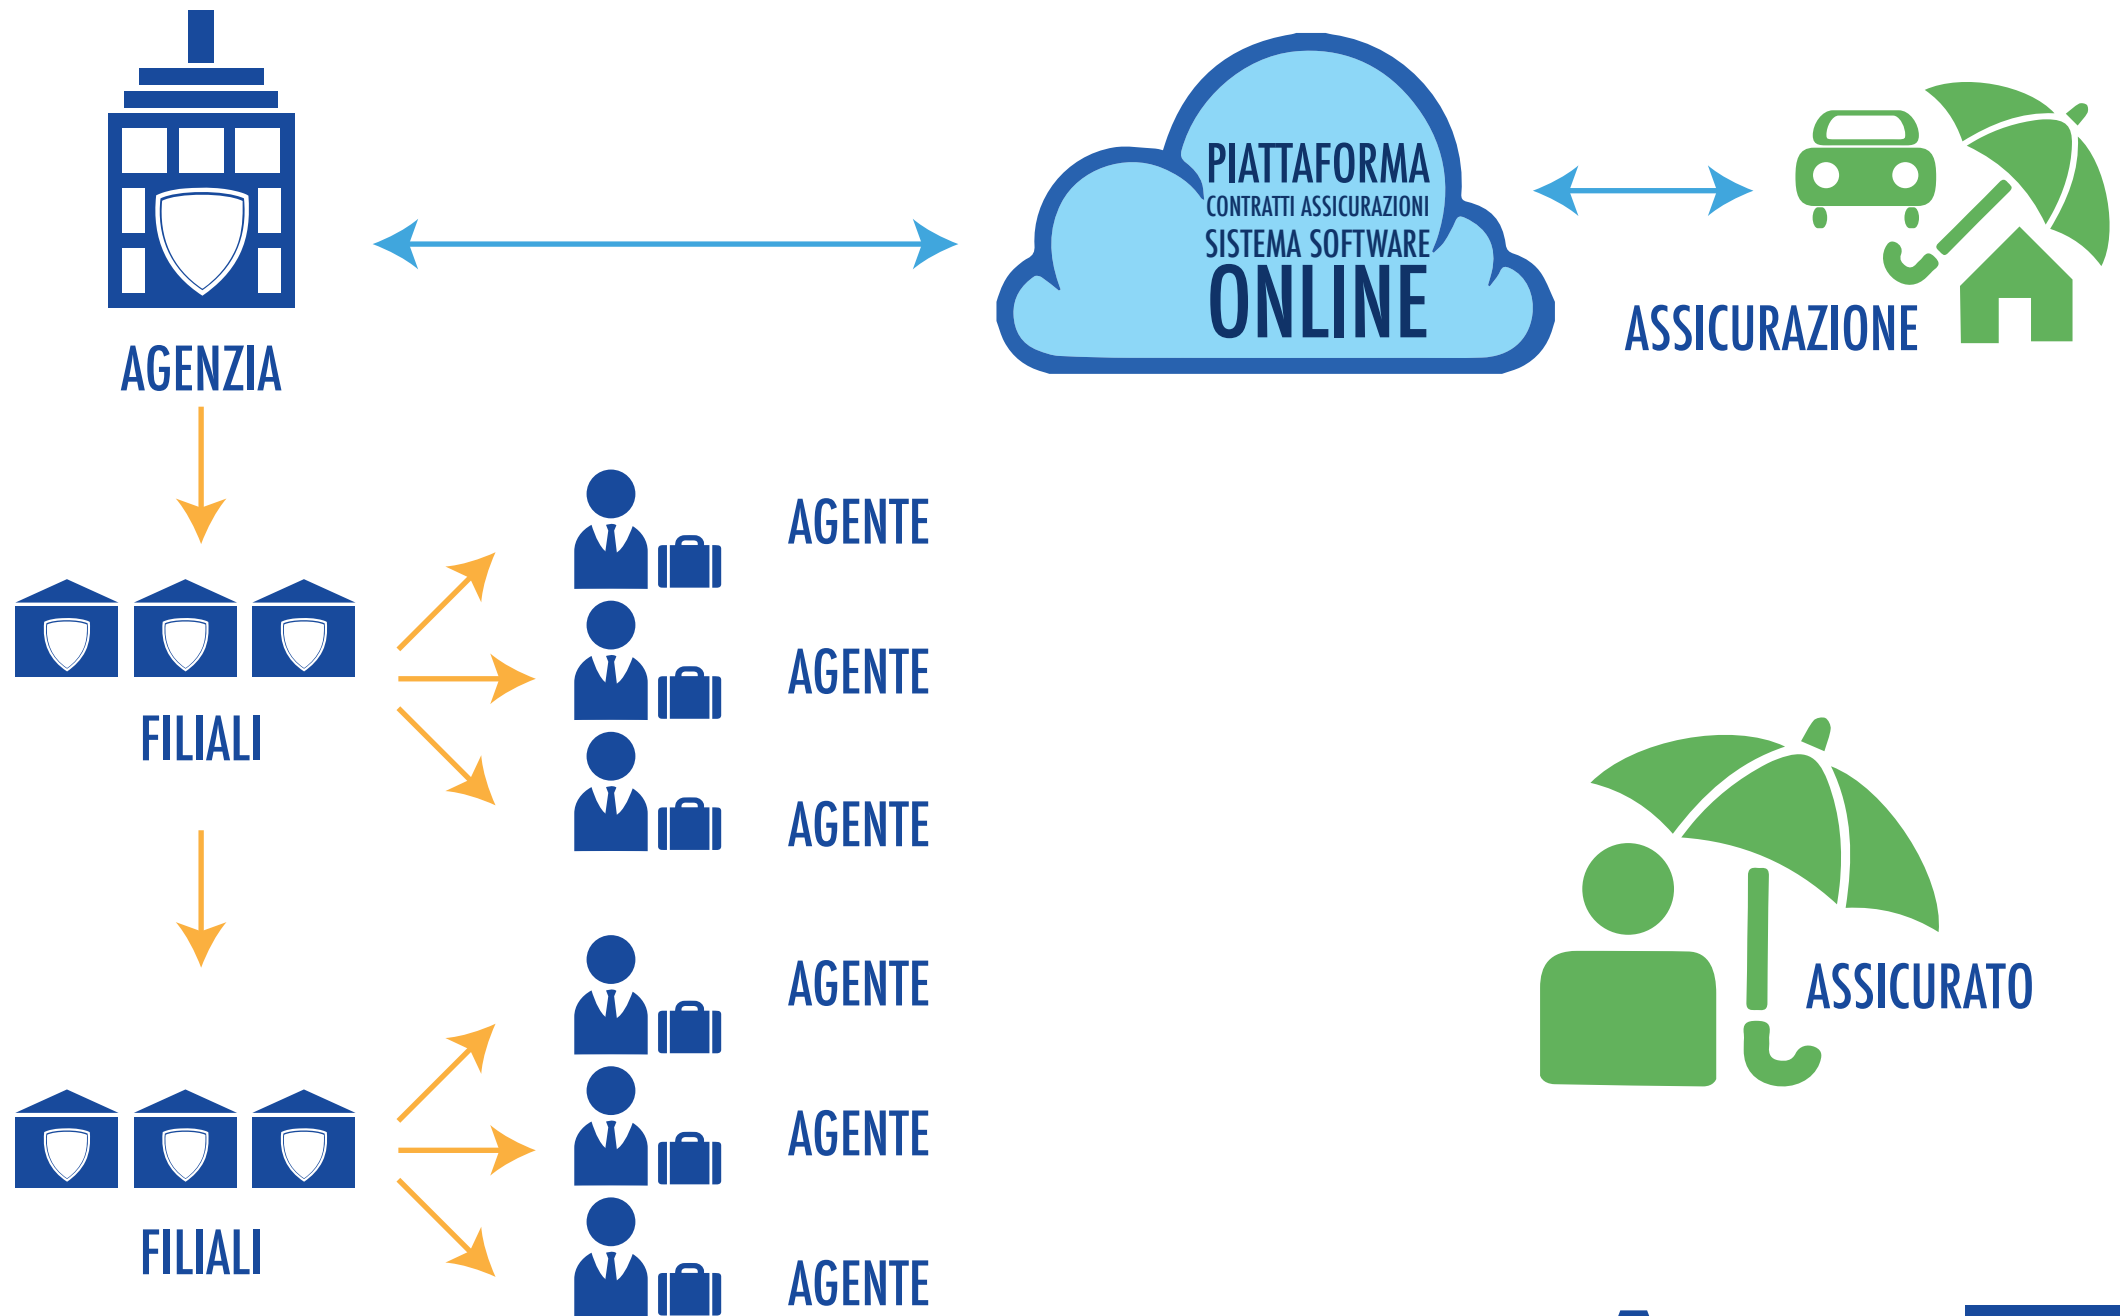 PIATTAFORMA
CONTRATTI ASSICURAZIONI
SISTEMA SOFTWARE
ONLINE
ASSICURAZIONE
AGENZIA
AGENTE
AGENTE
FILIALI
AGENTE
AGENTE
ASSICURATO
AGENTE
FILIALI
AGENTE